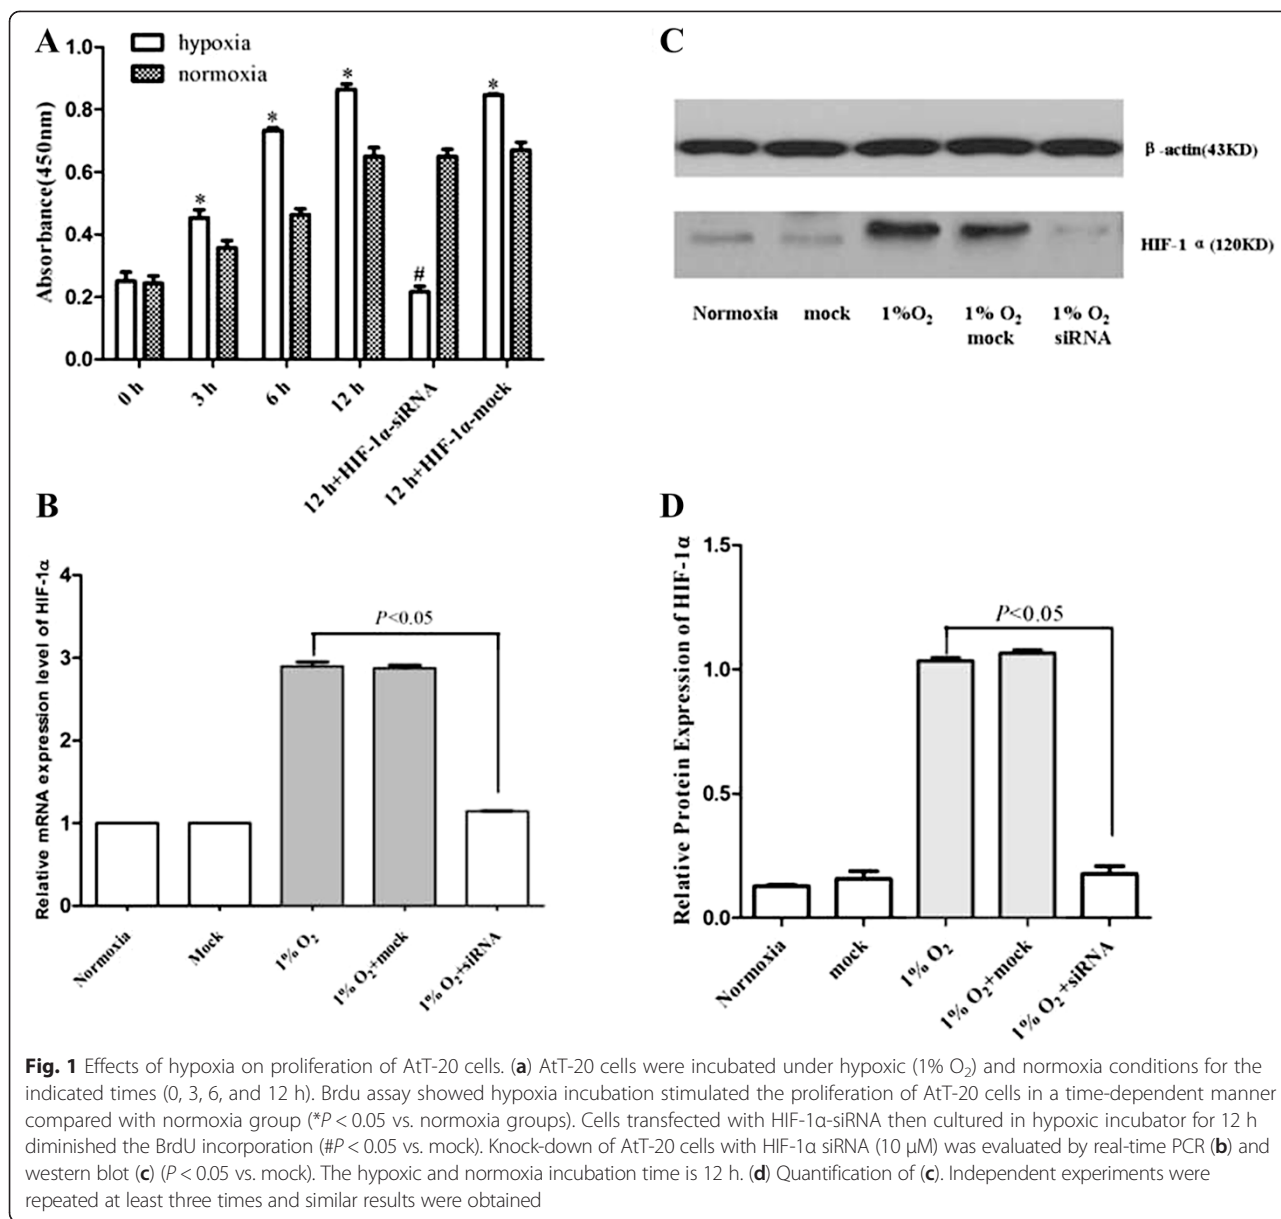 A
hypoxia
normoxia
*
*
*
#
*
Absorbance(450nm)
1.0
0.8
0.6
0.4
0.2
0.0
0 h
3 h
6 h
12 h
12 h+HIF-1α-siRNA
12 h+HIF-1α-mock
C
β-actin(43KD)
HIF-1 α (120KD)
Normoxia
mock
1%O₂
1% O₂
mock
1% O₂
siRNA
B
Relative mRNA expression level of HIF-1α
4
3
2
1
0
P<0.05
Normoxia
Mock
1% O₂
1% O₂+mock
1% O₂+siRNA
D
Relative Protein Expression of HIF-1α
1.5
1.0
0.5
0.0
P<0.05
Normoxia
mock
1% O₂
1% O₂+mock
1% O₂+siRNA
Fig. 1 Effects of hypoxia on proliferation of AtT-20 cells. (a) AtT-20 cells were incubated under hypoxic (1% O₂) and normoxia conditions for the
indicated times (0, 3, 6, and 12 h). Brdu assay showed hypoxia incubation stimulated the proliferation of AtT-20 cells in a time-dependent manner
compared with normoxia group (*P < 0.05 vs. normoxia groups). Cells transfected with HIF-1α-siRNA then cultured in hypoxic incubator for 12 h
diminished the BrdU incorporation (#P < 0.05 vs. mock). Knock-down of AtT-20 cells with HIF-1α siRNA (10 μM) was evaluated by real-time PCR (b) and
western blot (c) (P < 0.05 vs. mock). The hypoxic and normoxia incubation time is 12 h. (d) Quantification of (c). Independent experiments were
repeated at least three times and similar results were obtained